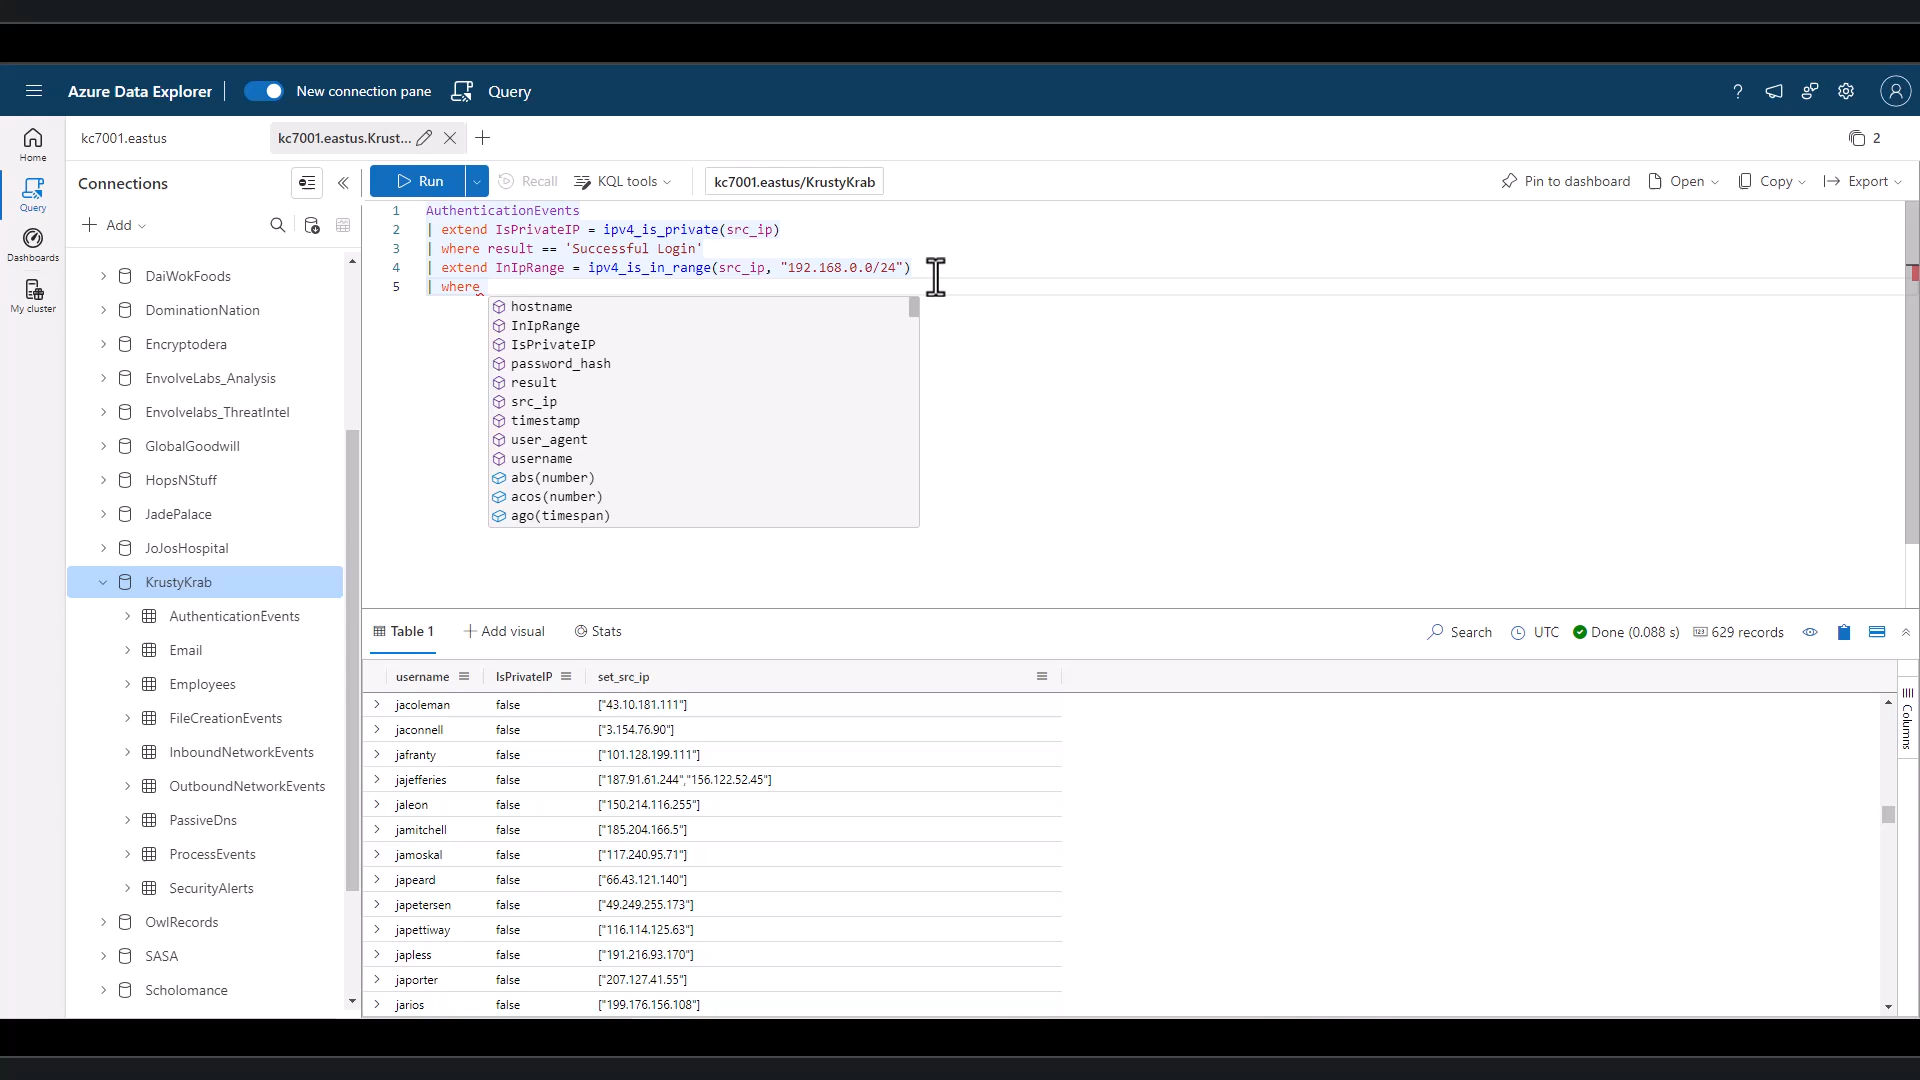 Azure Data Explorer
New connection pane
Query
?
Home
Query
Dashboards
My cluster
kc7001.eastus
kc7001.eastus.Krust...
2
Connections
Add
DaiWokFoods
DominationNation
Encryptodera
EnvolveLabs_Analysis
Envolvelabs_ThreatIntel
GlobalGoodwill
HopsNStuff
JadePalace
JoJosHospital
KrustyKrab
AuthenticationEvents
Email
Employees
FileCreationEvents
InboundNetworkEvents
OutboundNetworkEvents
PassiveDns
ProcessEvents
SecurityAlerts
OwlRecords
SASA
Scholomance
Run
Recall
KQL tools
kc7001.eastus/KrustyKrab
Pin to dashboard
Open
Copy
Export
1 AuthenticationEvents
2 | extend IsPrivateIP = ipv4_is_private(src_ip)
3 | where result == 'Successful Login'
4 | extend InIpRange = ipv4_is_in_range(src_ip, "192.168.0.0/24")
5 | where
hostname
InIpRange
IsPrivateIP
password_hash
result
src_ip
timestamp
user_agent
username
abs(number)
acos(number)
ago(timespan)
Table 1
Add visual
Stats
Search
UTC
Done (0.088 s)
629 records
username IsPrivateIP set_src_ip
jacoleman false ["43.10.181.111"]
jaconnell false ["3.154.76.90"]
jafranty false ["101.128.199.111"]
jajefferies false ["187.91.61.244","156.122.52.45"]
jaleon false ["150.214.116.255"]
jamitchell false ["185.204.166.5"]
jamoskal false ["117.240.95.71"]
japeard false ["66.43.121.140"]
japetersen false ["49.249.255.173"]
japettiway false ["116.114.125.63"]
japless false ["191.216.93.170"]
japorter false ["207.127.41.55"]
jarios false ["199.176.156.108"]
Columns